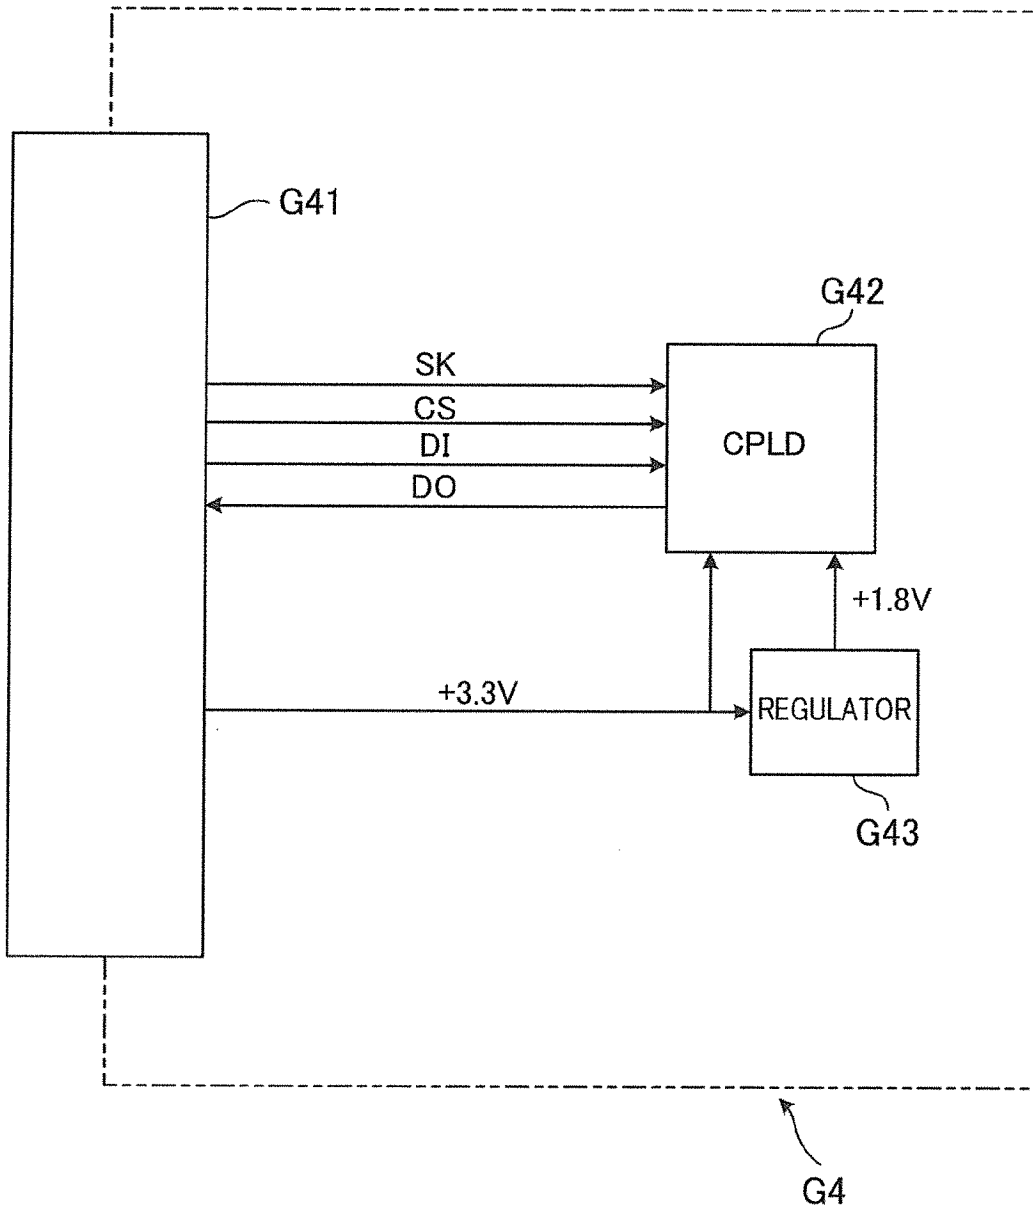 G41
G42
SK
CS
DI
DO
CPLD
+1.8V
+3.3V
REGULATOR
G43
G4